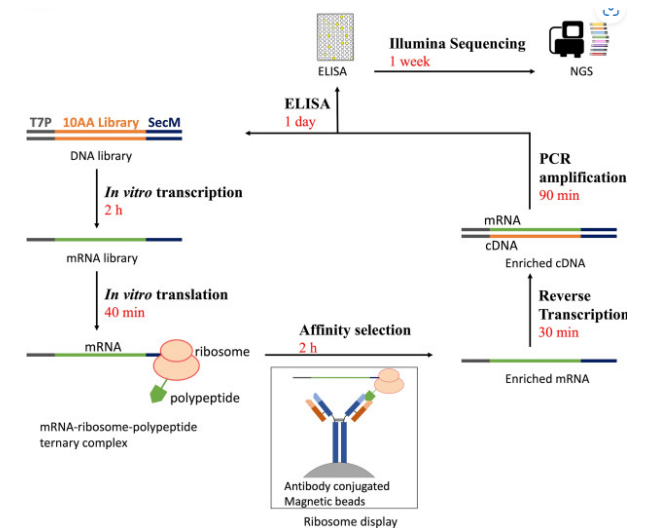 ELISA
Illumina Sequencing
1 week
NGS
ELISA
1 day
T7P 10AA Library SecM
DNA library
In vitro transcription
2 h
mRNA library
In vitro translation
40 min
mRNA
ribosome
polypeptide
mRNA-ribosome-polypeptide
ternary complex
Affinity selection
2 h
Antibody conjugated
Magnetic beads
Ribosome display
Enriched mRNA
Reverse
Transcription
30 min
mRNA
cDNA
Enriched cDNA
PCR
amplification
90 min